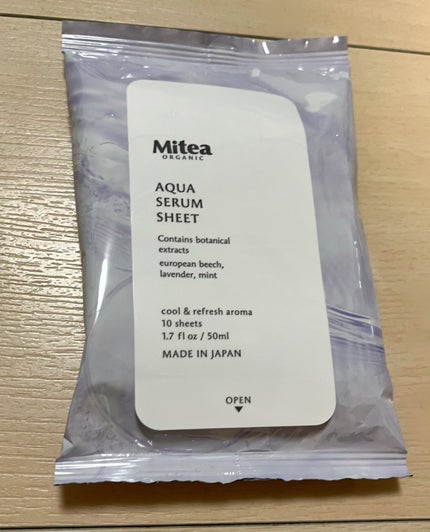 Mitea
ORGANIC
AQUA
SERUM
SHEET
Contains botanical
extracts
european beech,
lavender, mint
cool & refresh aroma
10 sheets
1.7 fl oz / 50ml
MADE IN JAPAN
OPEN